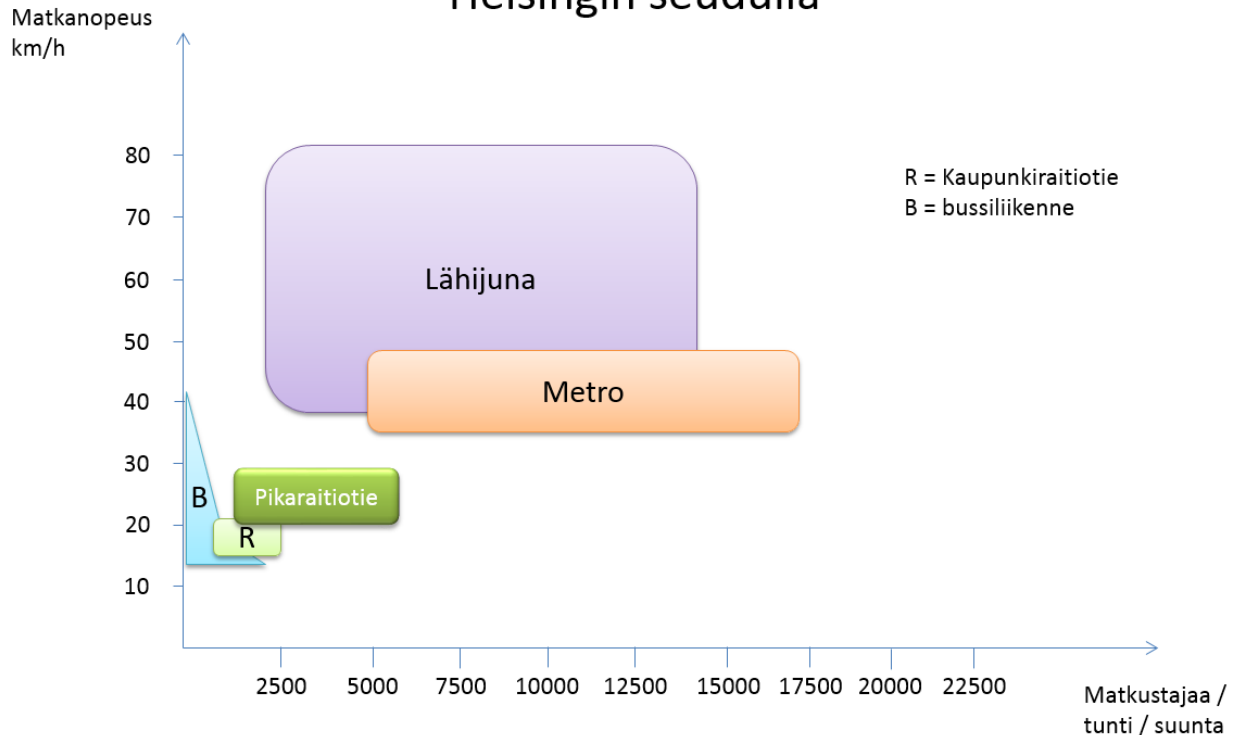 Helsingin seudulla
Matkanopeus
km/h
80
70
60
50
40
30
20
10
R = Kaupunkiraitiotie
B = bussiliikenne
Lähijuna
Metro
B
Pikaraitiotie
R
2500 5000 7500 10000 12500 15000 17500 20000 22500
Matkustajaa /
tunti / suunta